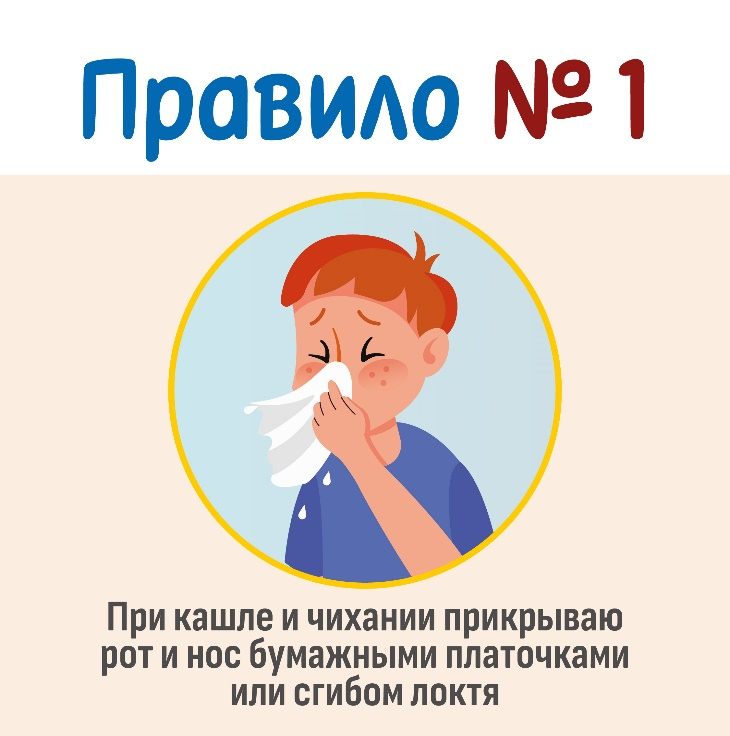 Правило № 1
При кашле и чихании прикрываю
рот и нос бумажными платочками
или сгибом локтя